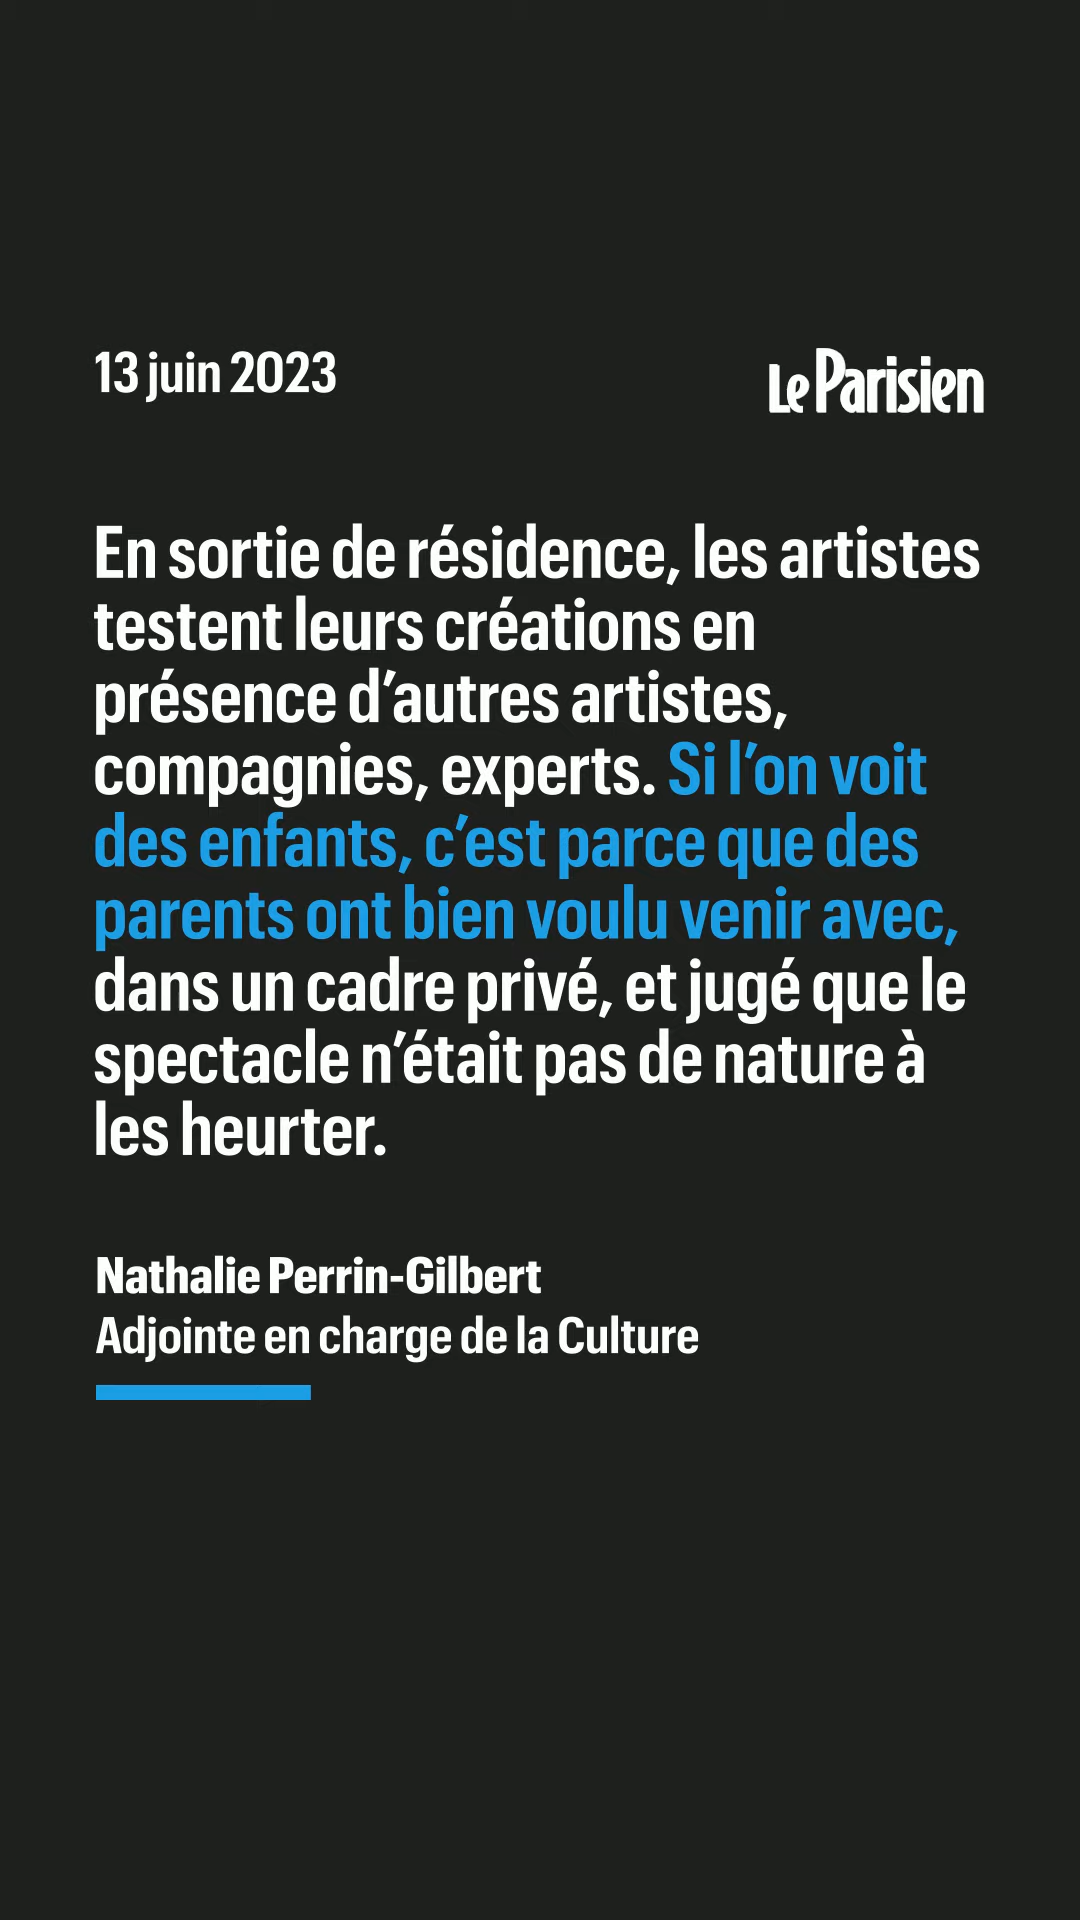 13 juin 2023
Le Parisien
En sortie de résidence, les artistes
testent leurs créations en
présence d’autres artistes,
compagnies, experts. Si l’on voit
des enfants, c’est parce que des
parents ont bien voulu venir avec,
dans un cadre privé, et jugé que le
spectacle n’était pas de nature à
les heurter.
Nathalie Perrin-Gilbert
Adjointe en charge de la Culture